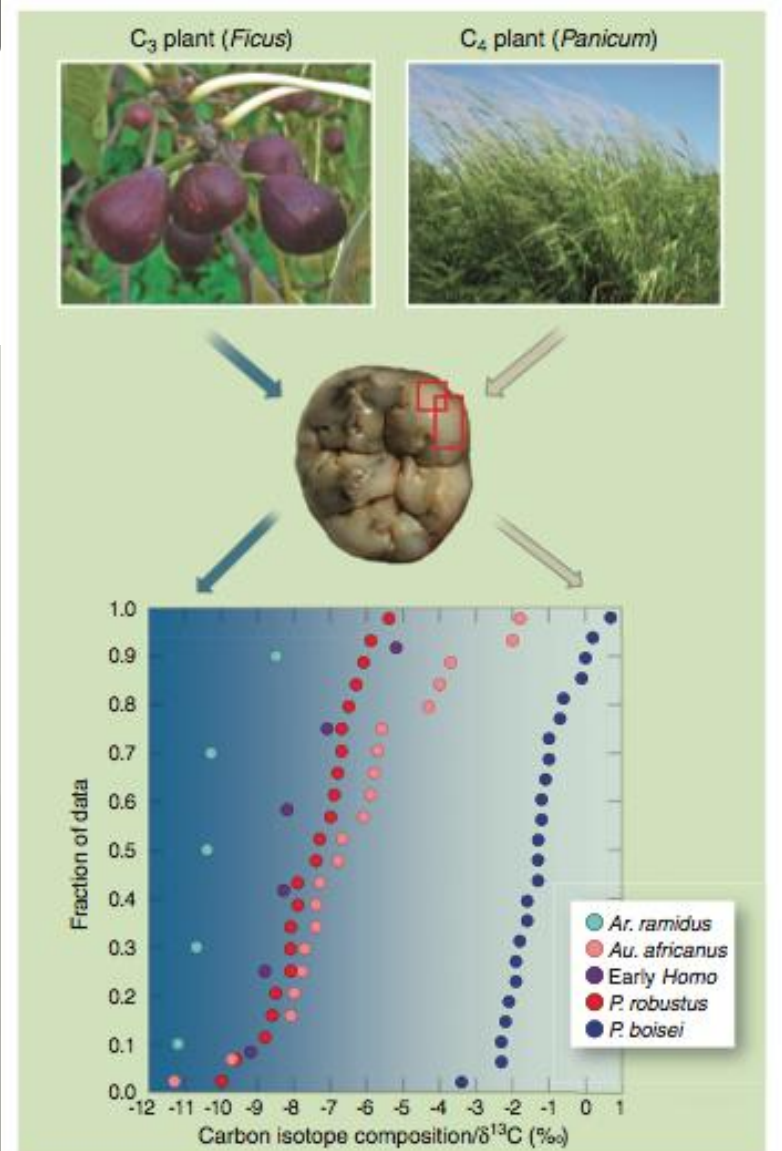 C₃ plant (Ficus)
C₄ plant (Panicum)
1.0
0.9
0.8
0.7
0.6
0.5
0.4
0.3
0.2
0.1
0.0
Fraction of data
Ar. ramidus
Au. africanus
Early Homo
P. robustus
P. boisei
-12 -11 -10 -9 -8 -7 -6 -5 -4 -3 -2 -1 0 1
Carbon isotope composition/δ¹³C (‰)